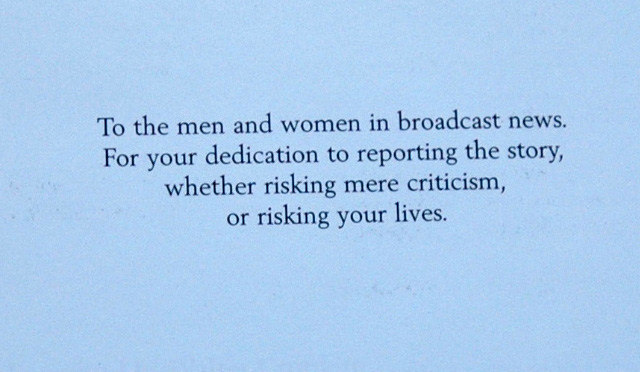 To the men and women in broadcast news.
For your dedication to reporting the story,
whether risking mere criticism,
or risking your lives.